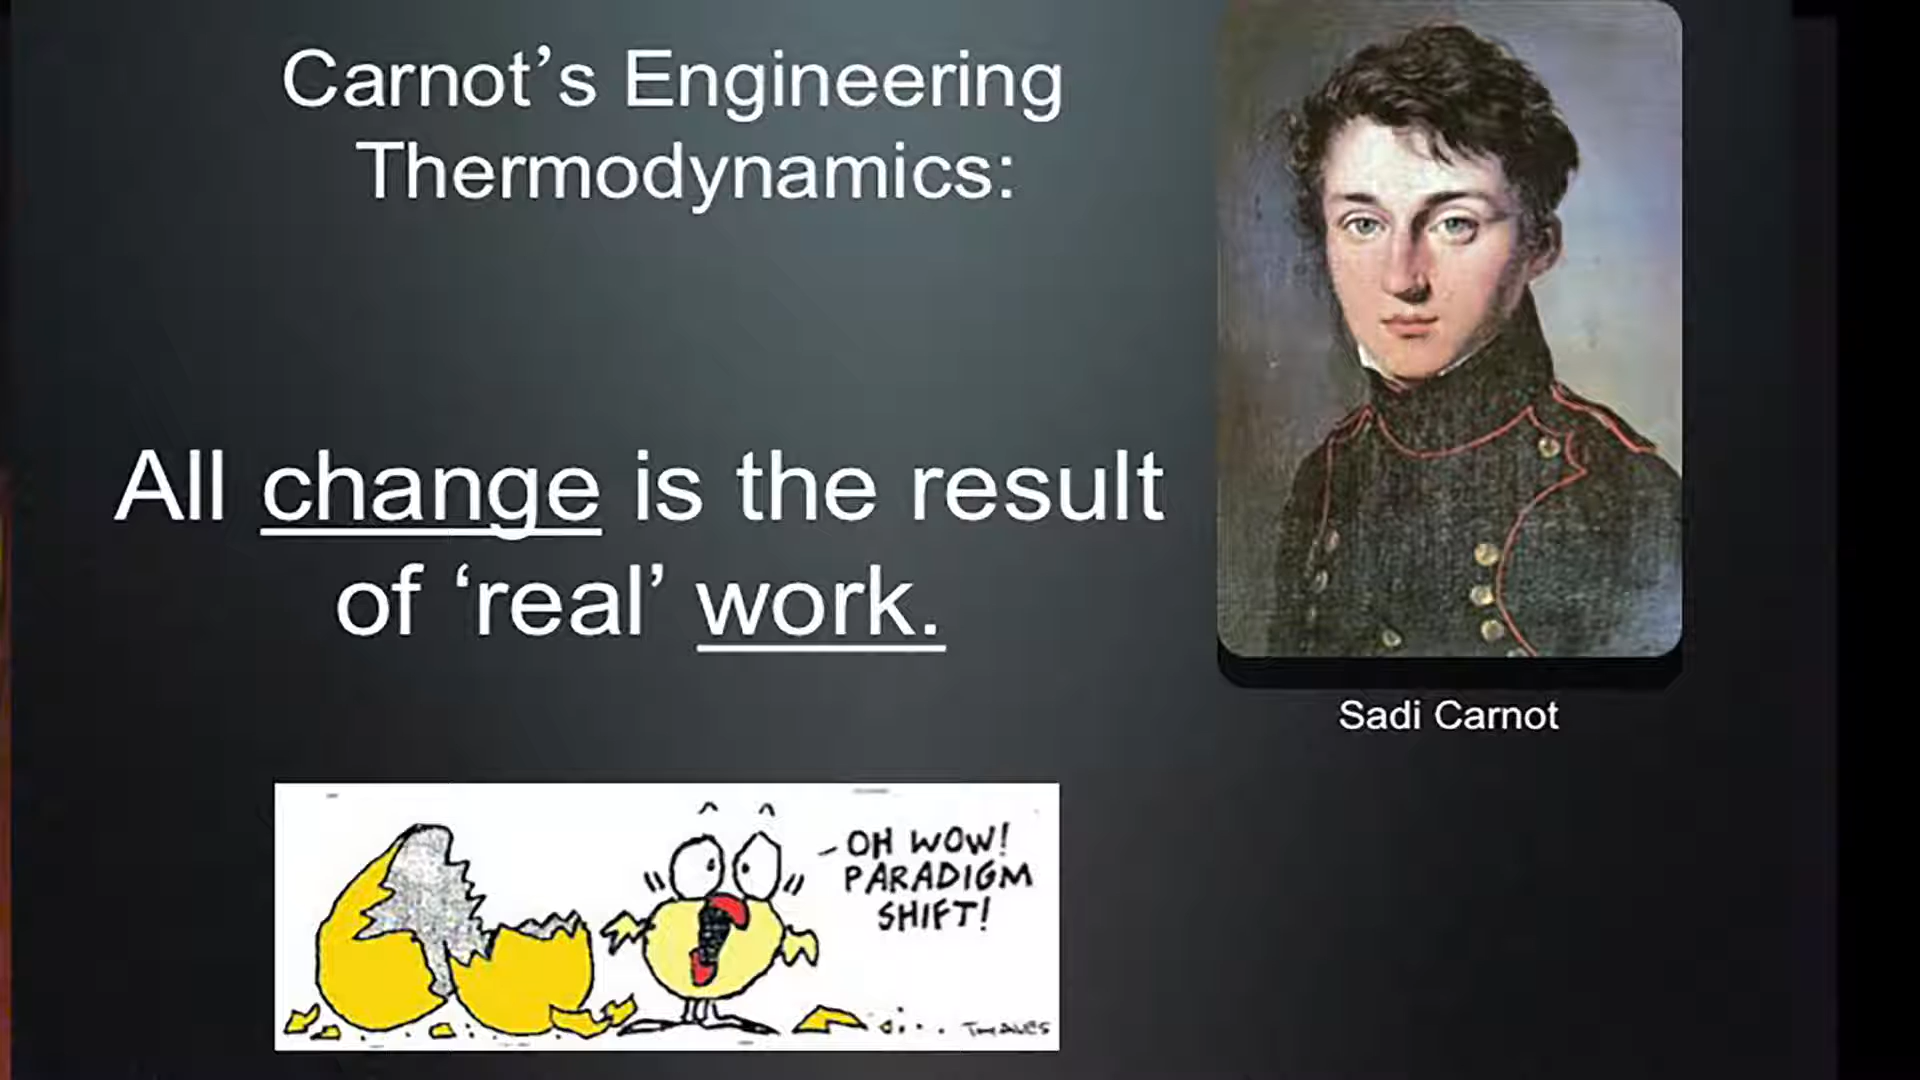 Carnot’s Engineering
Thermodynamics:
All change is the result
of ‘real’ work.
Sadi Carnot
OH WOW!
PARADIGM
SHIFT!
THAVES